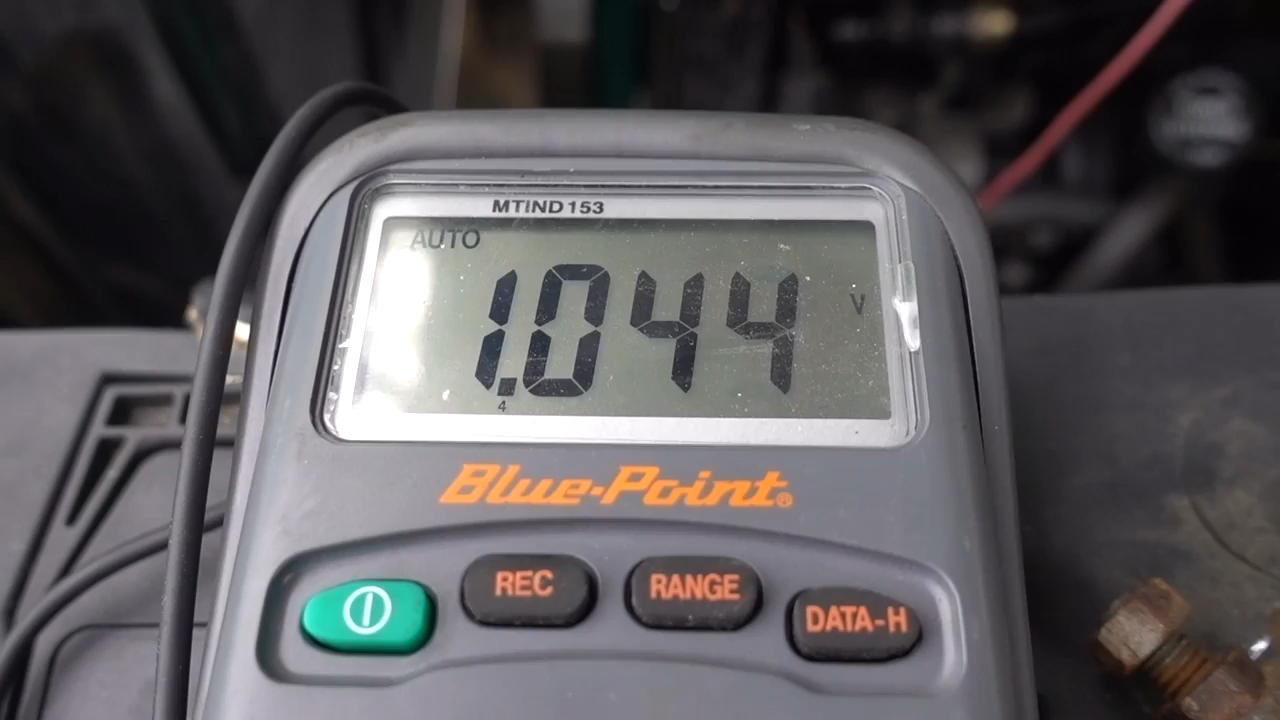 MTIND 153
AUTO
1.044 V
4
Blue-Point®
REC RANGE DATA-H